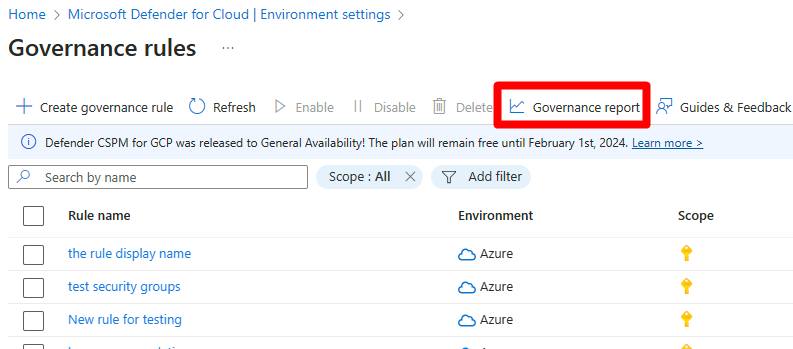 Home > Microsoft Defender for Cloud | Environment settings >
Governance rules ...
Create governance rule Refresh Enable Disable Delete Governance report Guides & Feedback
Defender CSPM for GCP was released to General Availability! The plan will remain free until February 1st, 2024. Learn more >
Search by name Scope : All Add filter
Rule name Environment Scope
the rule display name Azure
test security groups Azure
New rule for testing Azure